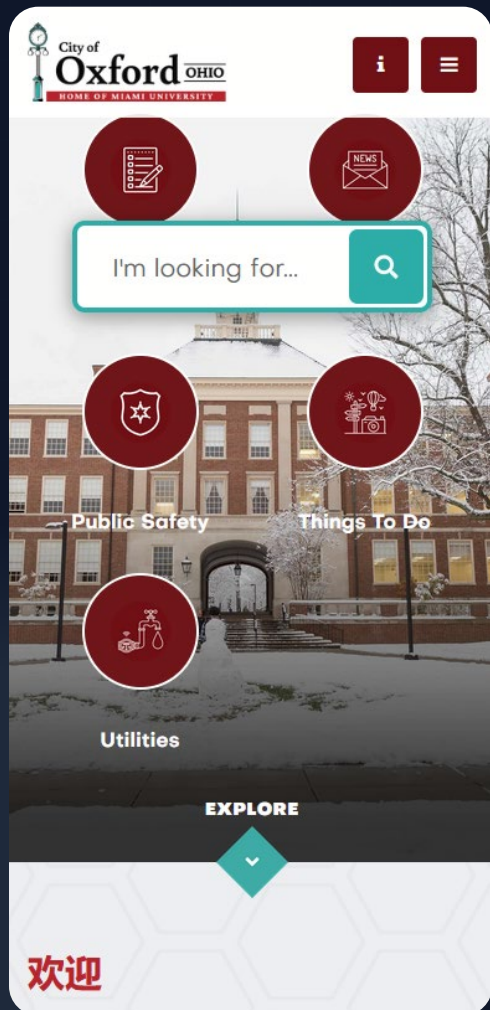 City of
Oxford OHIO
HOME OF MIAMI UNIVERSITY
i
NEWS
I'm looking for...
Public Safety
Things To Do
Utilities
EXPLORE
欢迎